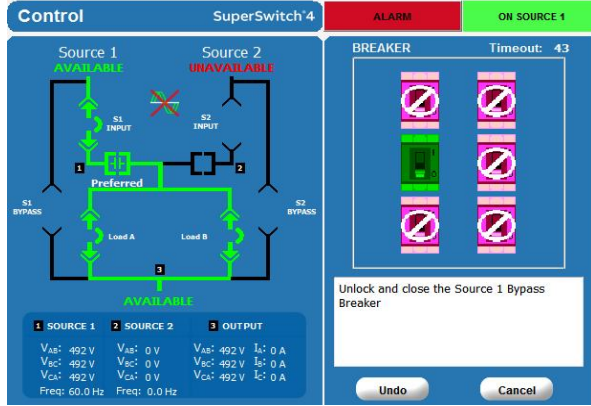 Control
SuperSwitch®4
ALARM
ON SOURCE 1
Source 1
AVAILABLE
Source 2
UNAVAILABLE
S1
INPUT
S2
INPUT
1
2
Preferred
S1
BYPASS
S2
BYPASS
Load A
Load B
3
AVAILABLE
1 SOURCE 1
2 SOURCE 2
3 OUTPUT
VAB: 492 V
VAB: 0 V
VAB: 492 V IA: 0 A
VBC: 492 V
VBC: 0 V
VBC: 492 V IB: 0 A
VCA: 492 V
VCA: 0 V
VCA: 492 V IC: 0 A
Freq: 60.0 Hz
Freq: 0.0 Hz
BREAKER
Timeout: 43
Unlock and close the Source 1 Bypass
Breaker
Undo
Cancel